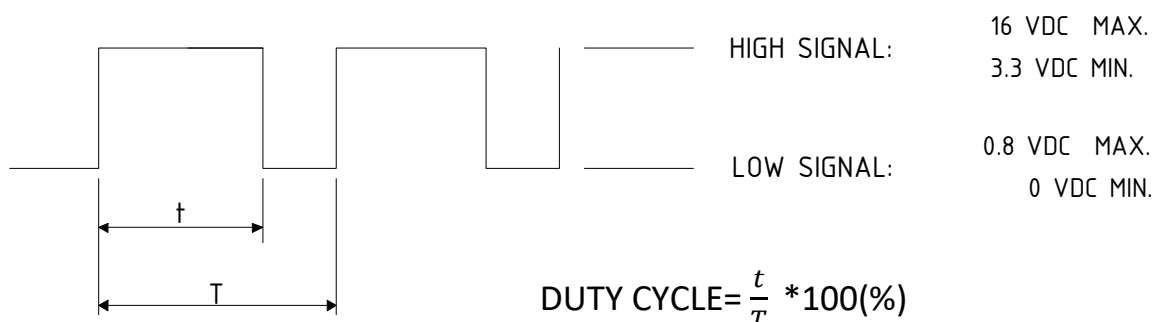 HIGH SIGNAL: 16 VDC MAX.
3.3 VDC MIN.
LOW SIGNAL: 0.8 VDC MAX.
0 VDC MIN.
t
T
DUTY CYCLE= t/T *100(%)